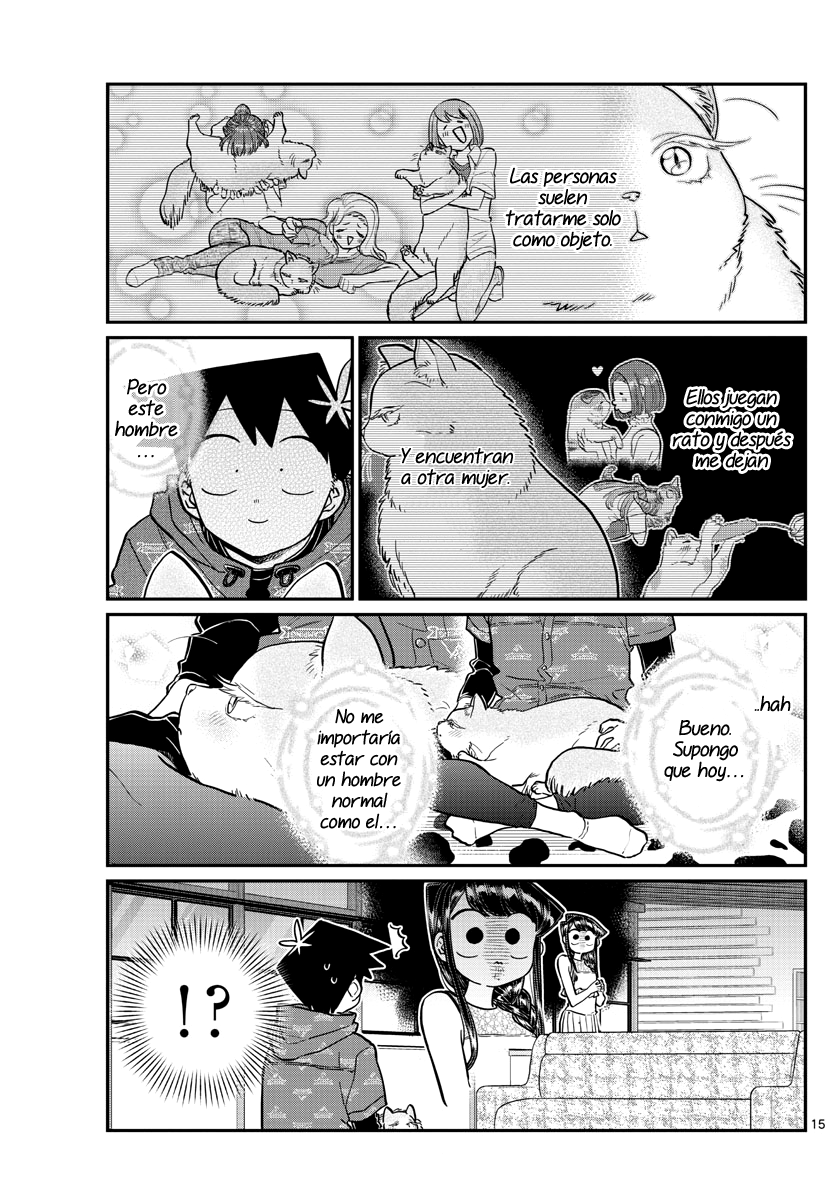 Las personas
suelen
tratarme solo
como objeto.
Ellos juegan
conmigo un
rato y después
me dejan
Y encuentran
a otra mujer.
Pero
este
hombre
...
..hah
Bueno.
Supongo
que hoy...
No me
importaría
estar con
un hombre
normal
como el...
!?
15